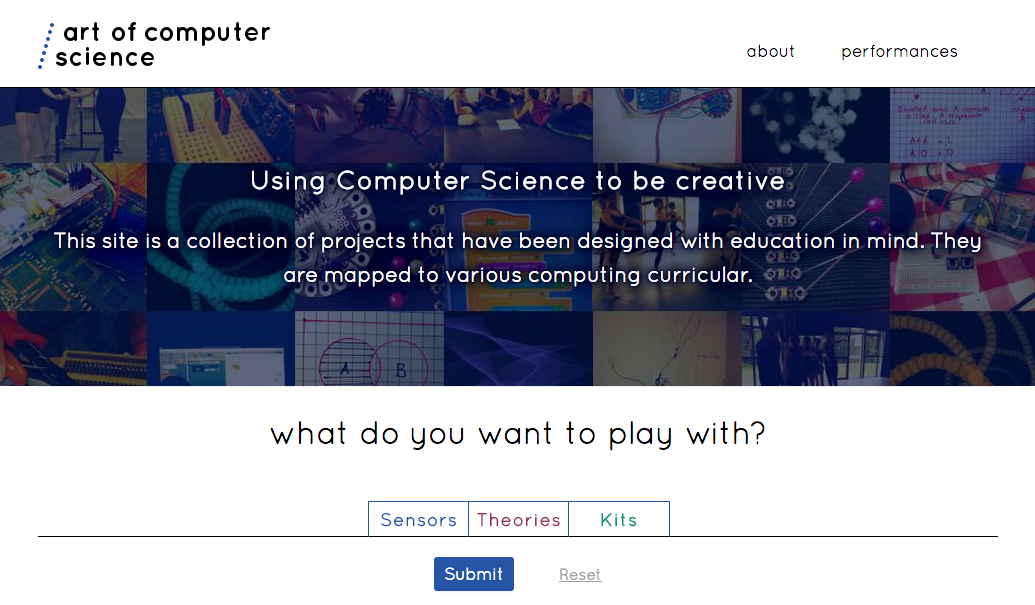 art of computer
science
about
performances
Using Computer Science to be creative
This site is a collection of projects that have been designed with education in mind. They
are mapped to various computing curricular.
A
B
what do you want to play with?
Sensors
Theories
Kits
Submit
Reset